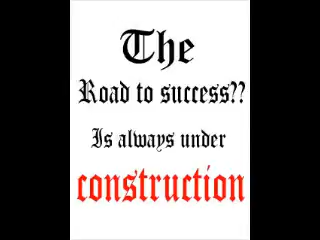 The
Road to success??
Is always under
construction